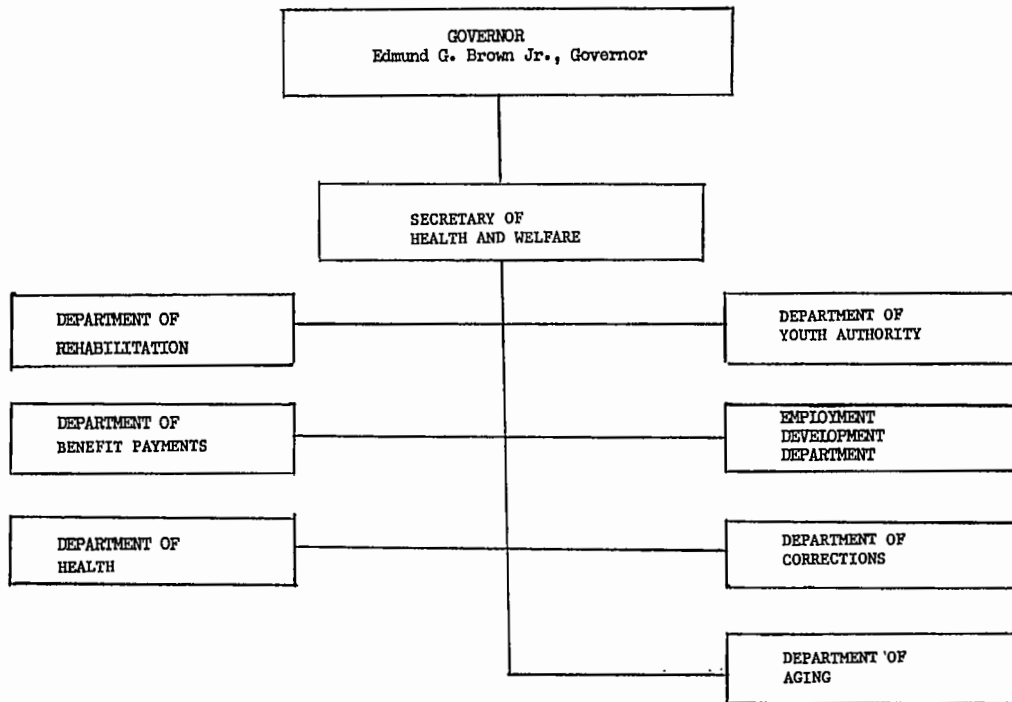 GOVERNOR
Edmund G. Brown Jr., Governor
SECRETARY OF
HEALTH AND WELFARE
DEPARTMENT OF
REHABILITATION
DEPARTMENT OF
YOUTH AUTHORITY
DEPARTMENT OF
BENEFIT PAYMENTS
EMPLOYMENT
DEVELOPMENT
DEPARTMENT
DEPARTMENT OF
HEALTH
DEPARTMENT OF
CORRECTIONS
DEPARTMENT OF
AGING